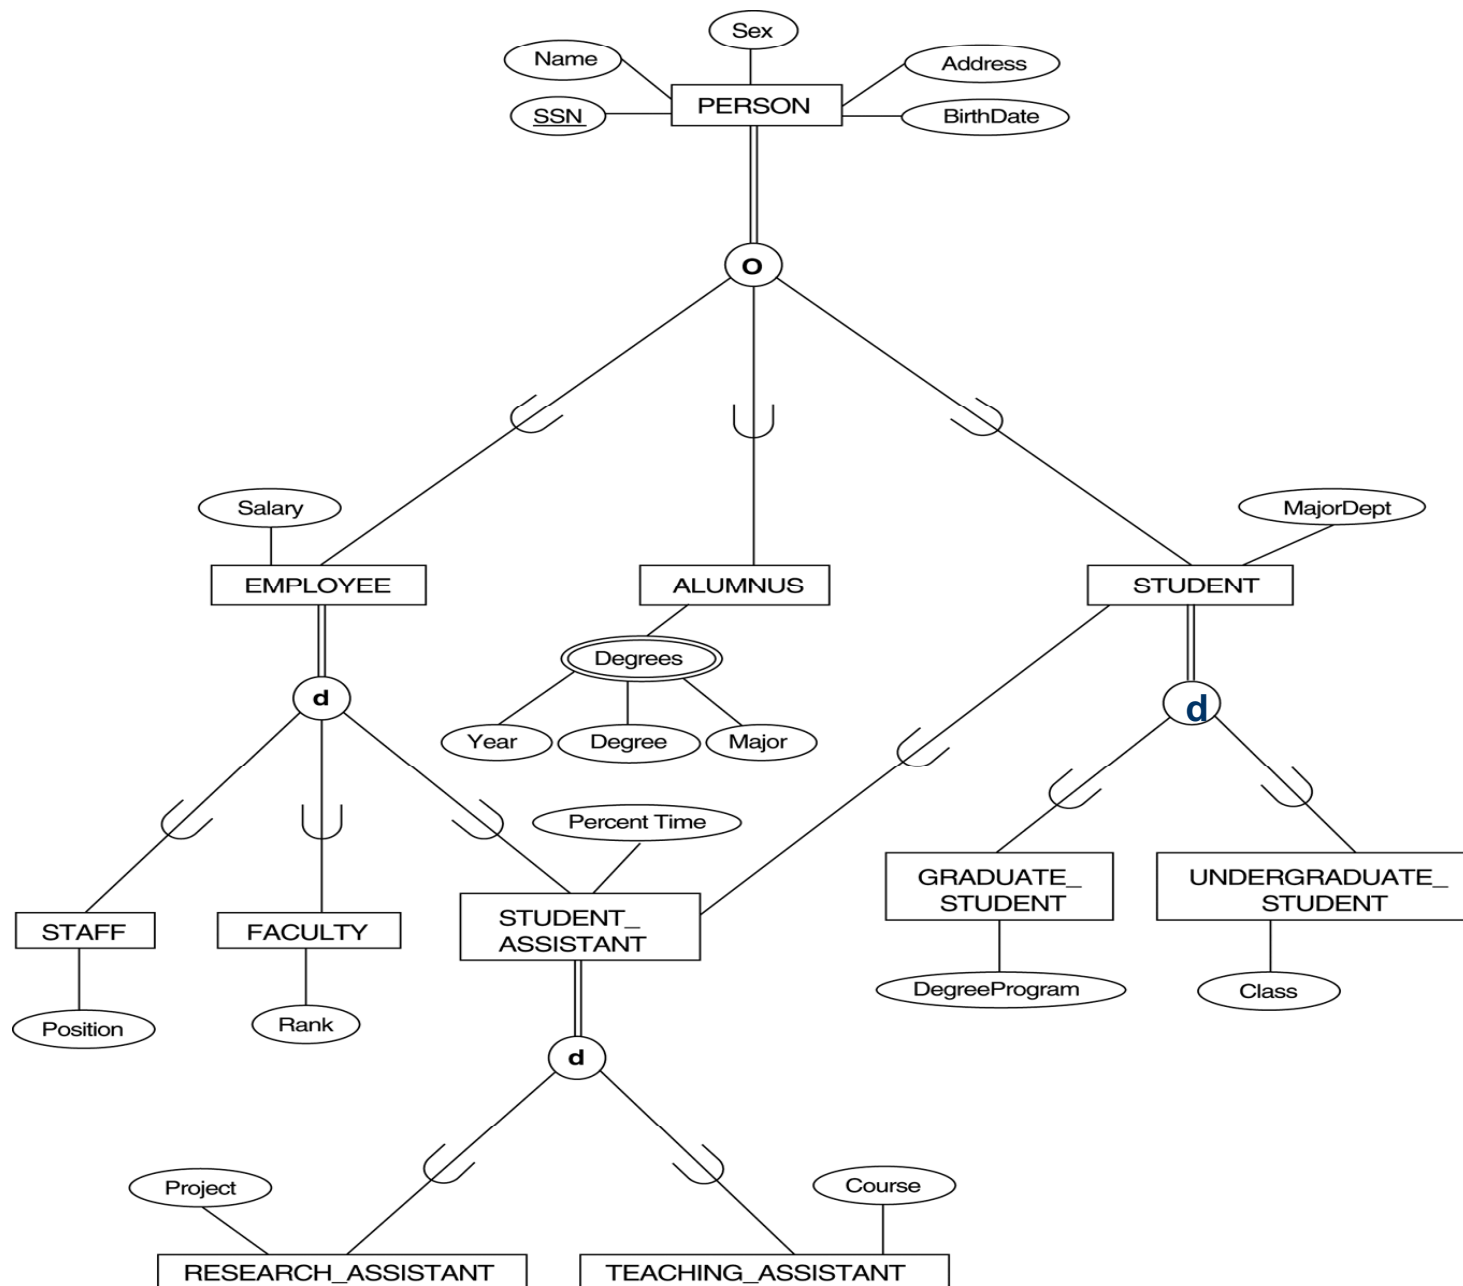 Sex
Name
Address
SSN
PERSON
BirthDate
O
Salary
MajorDept
EMPLOYEE
ALUMNUS
STUDENT
Degrees
d
d
Year
Degree
Major
Percent Time
GRADUATE_
STUDENT
UNDERGRADUATE_
STUDENT
STAFF
FACULTY
STUDENT_
ASSISTANT
DegreeProgram
Class
Position
Rank
d
Project
Course
RESEARCH_ASSISTANT
TEACHING_ASSISTANT